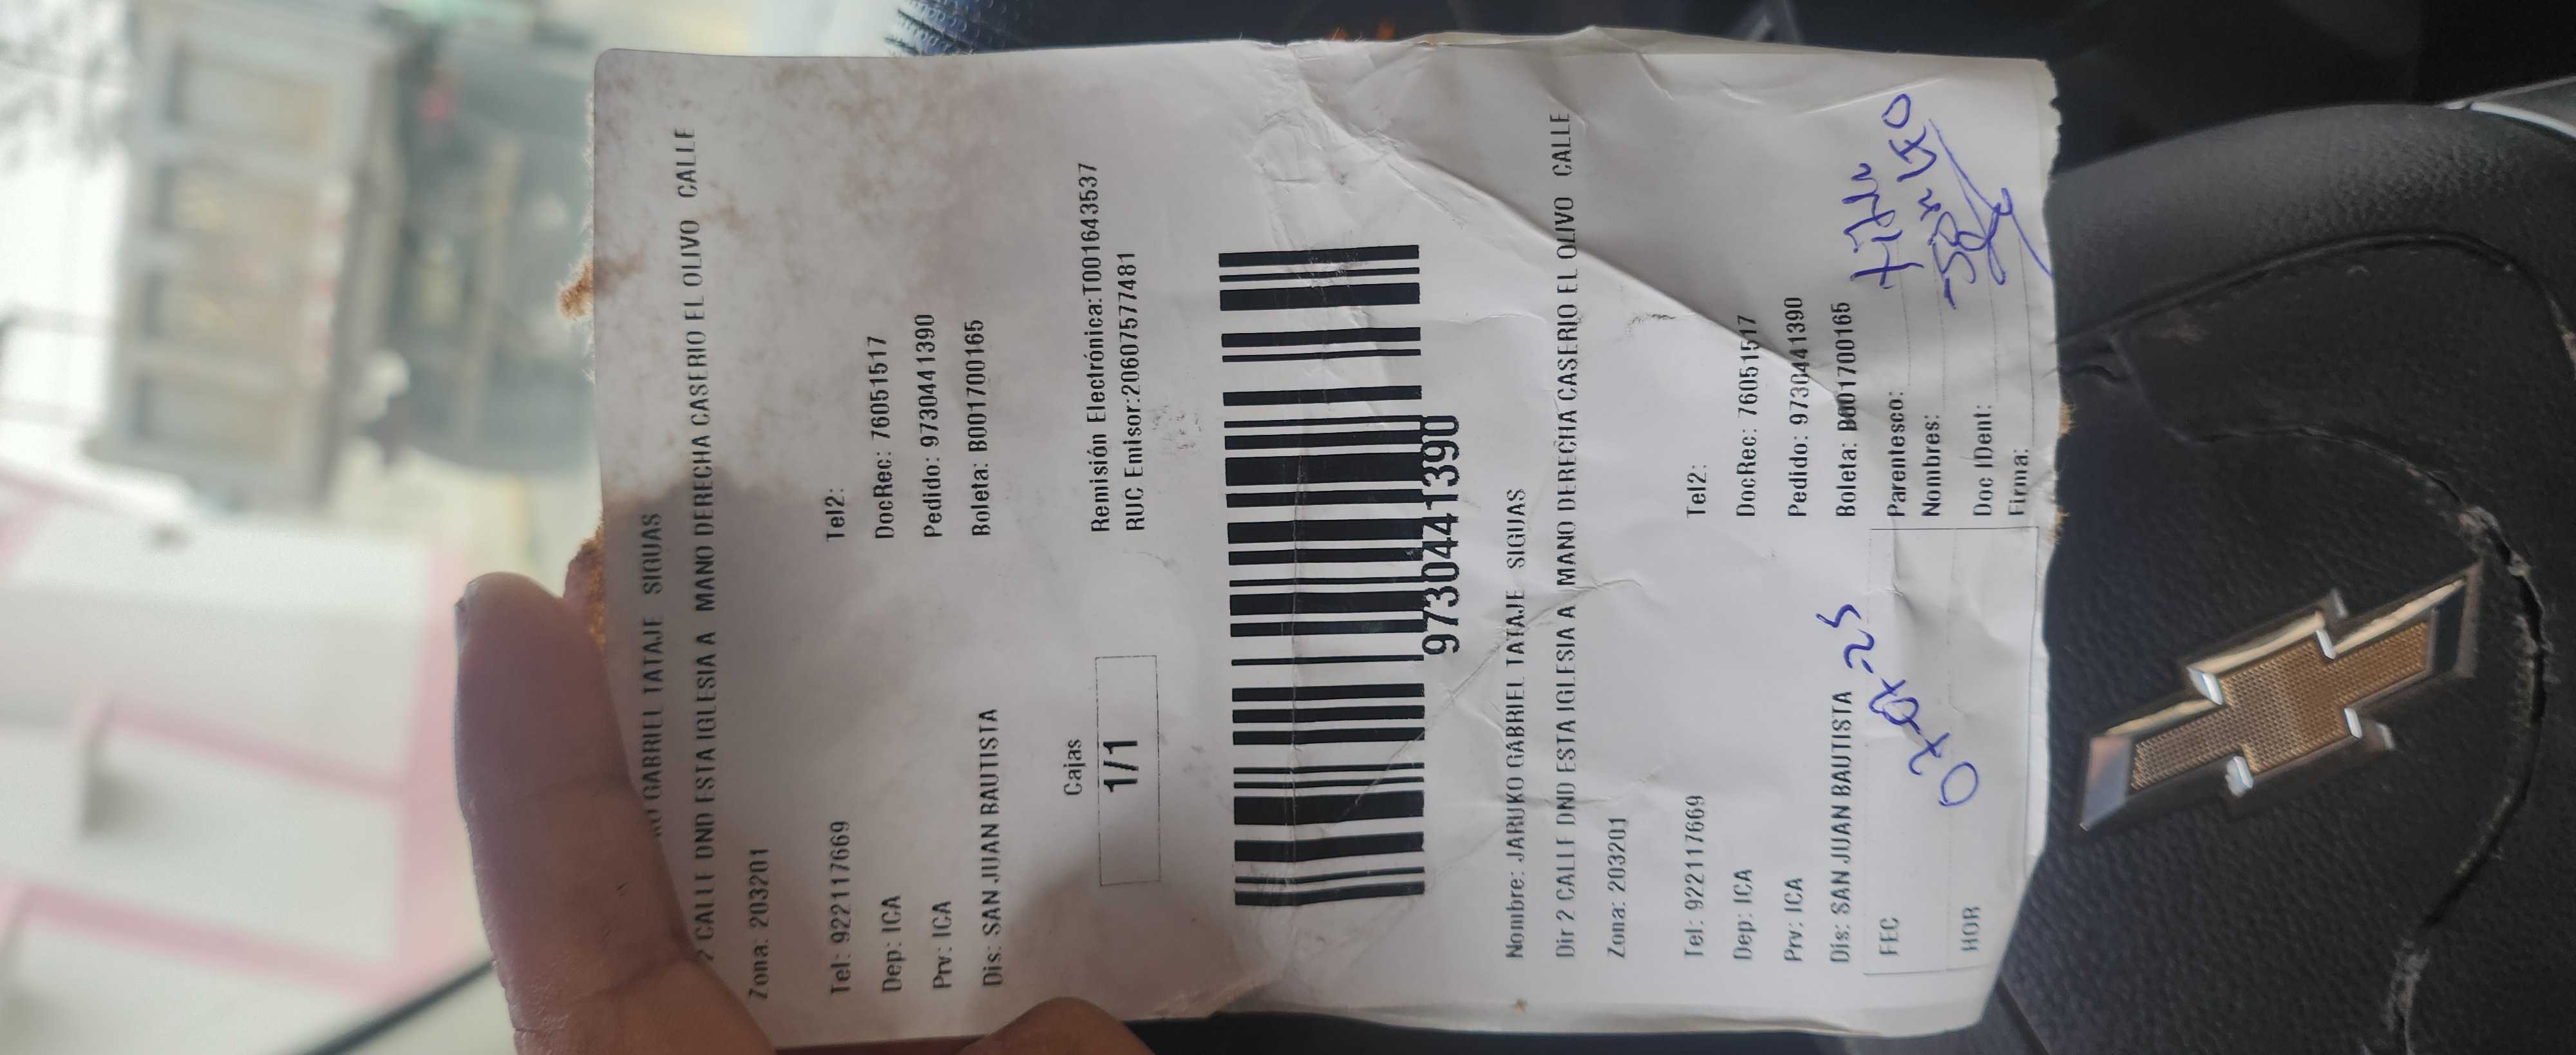 GABRIEL TATAJE SIGUAS
2 CALLE DND ESTA IGLESIA A MANO DERECHA CASERIO EL OLIVO CALLE
Zona: 203201
Tel: 922117669 Tel2:
Dep: ICA DocRec: 76051517
Prv: ICA Pedido: 9730441390
Dis: SAN JUAN BAUTISTA Boleta: B001700165
Cajas Remisión Electrónica:T001643537
1/1 RUC Emisor:20607577481
9730441390
Nombre: JARUKO GABRIEL TATAJE SIGUAS
Dir 2 CALLE DND ESTA IGLESIA A MANO DERECHA CASERIO EL OLIVO CALLE
Zona: 203201
Tel: 922117669 Tel2:
Dep: ICA DocRec: 76051517
Prv: ICA Pedido: 9730441390
Dis: SAN JUAN BAUTISTA Boleta: B001700165
FEC Parentesco:
Nombres:
HOR Doc IDent:
Firma: